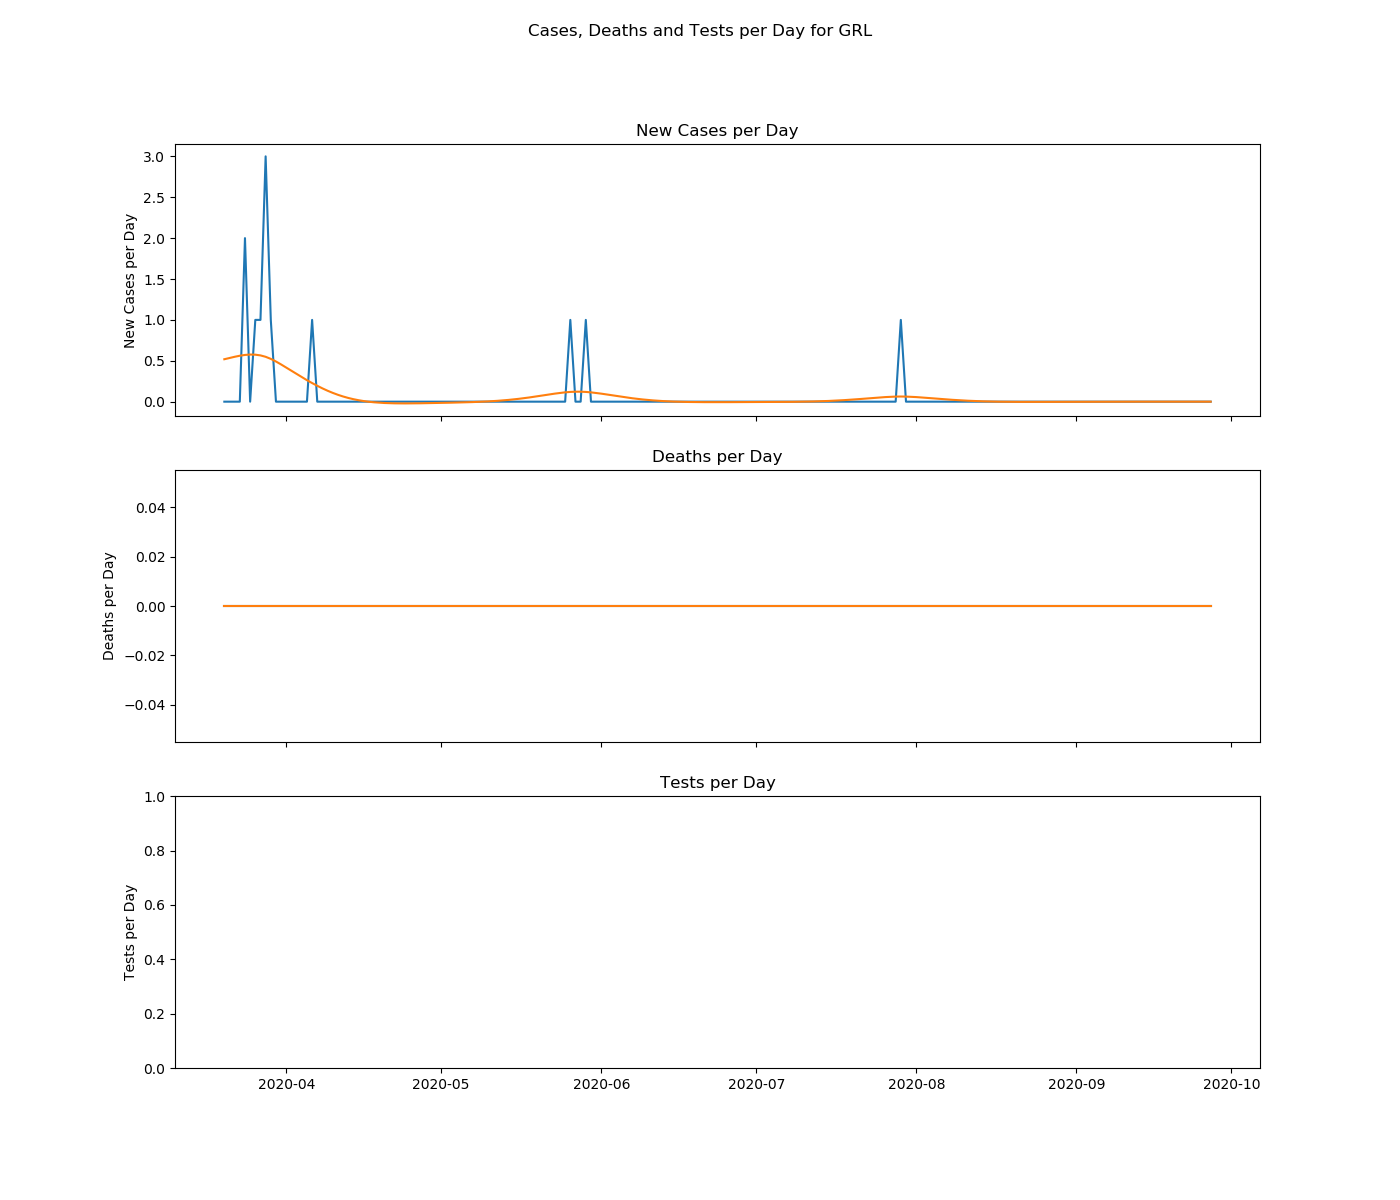 Cases, Deaths and Tests per Day for GRL
New Cases per Day
New Cases per Day
3.0
2.5
2.0
1.5
1.0
0.5
0.0
Deaths per Day
Deaths per Day
0.04
0.02
0.00
−0.02
−0.04
Tests per Day
Tests per Day
1.0
0.8
0.6
0.4
0.2
0.0
2020-04 2020-05 2020-06 2020-07 2020-08 2020-09 2020-10